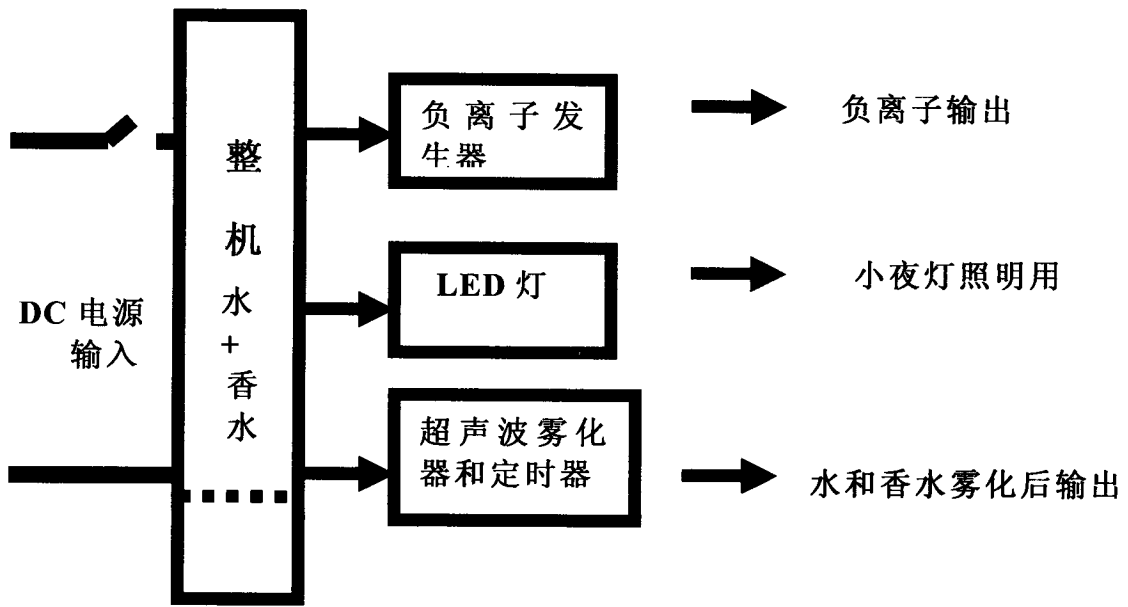 DC 电源
输入
整
机
水
+
香
水
负离子发
生器
负离子输出
LED 灯
小夜灯照明用
超声波雾化
器和定时器
水和香水雾化后输出